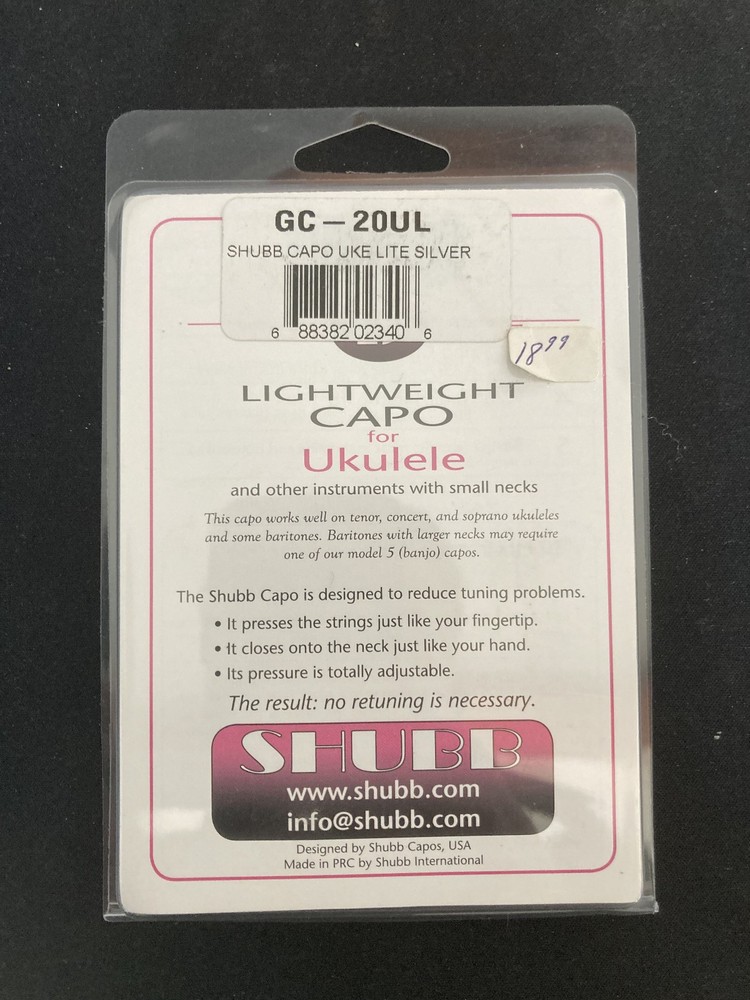 GC – 20UL
SHUBB CAPO UKE LITE SILVER
6 88382 02340 6
18⁹⁹
LIGHTWEIGHT
CAPO
for
Ukulele
and other instruments with small necks
This capo works well on tenor, concert, and soprano ukuleles
and some baritones. Baritones with larger necks may require
one of our model 5 (banjo) capos.
The Shubb Capo is designed to reduce tuning problems.
• It presses the strings just like your fingertip.
• It closes onto the neck just like your hand.
• Its pressure is totally adjustable.
The result: no retuning is necessary.
SHUBB
www.shubb.com
info@shubb.com
Designed by Shubb Capos, USA
Made in PRC by Shubb International